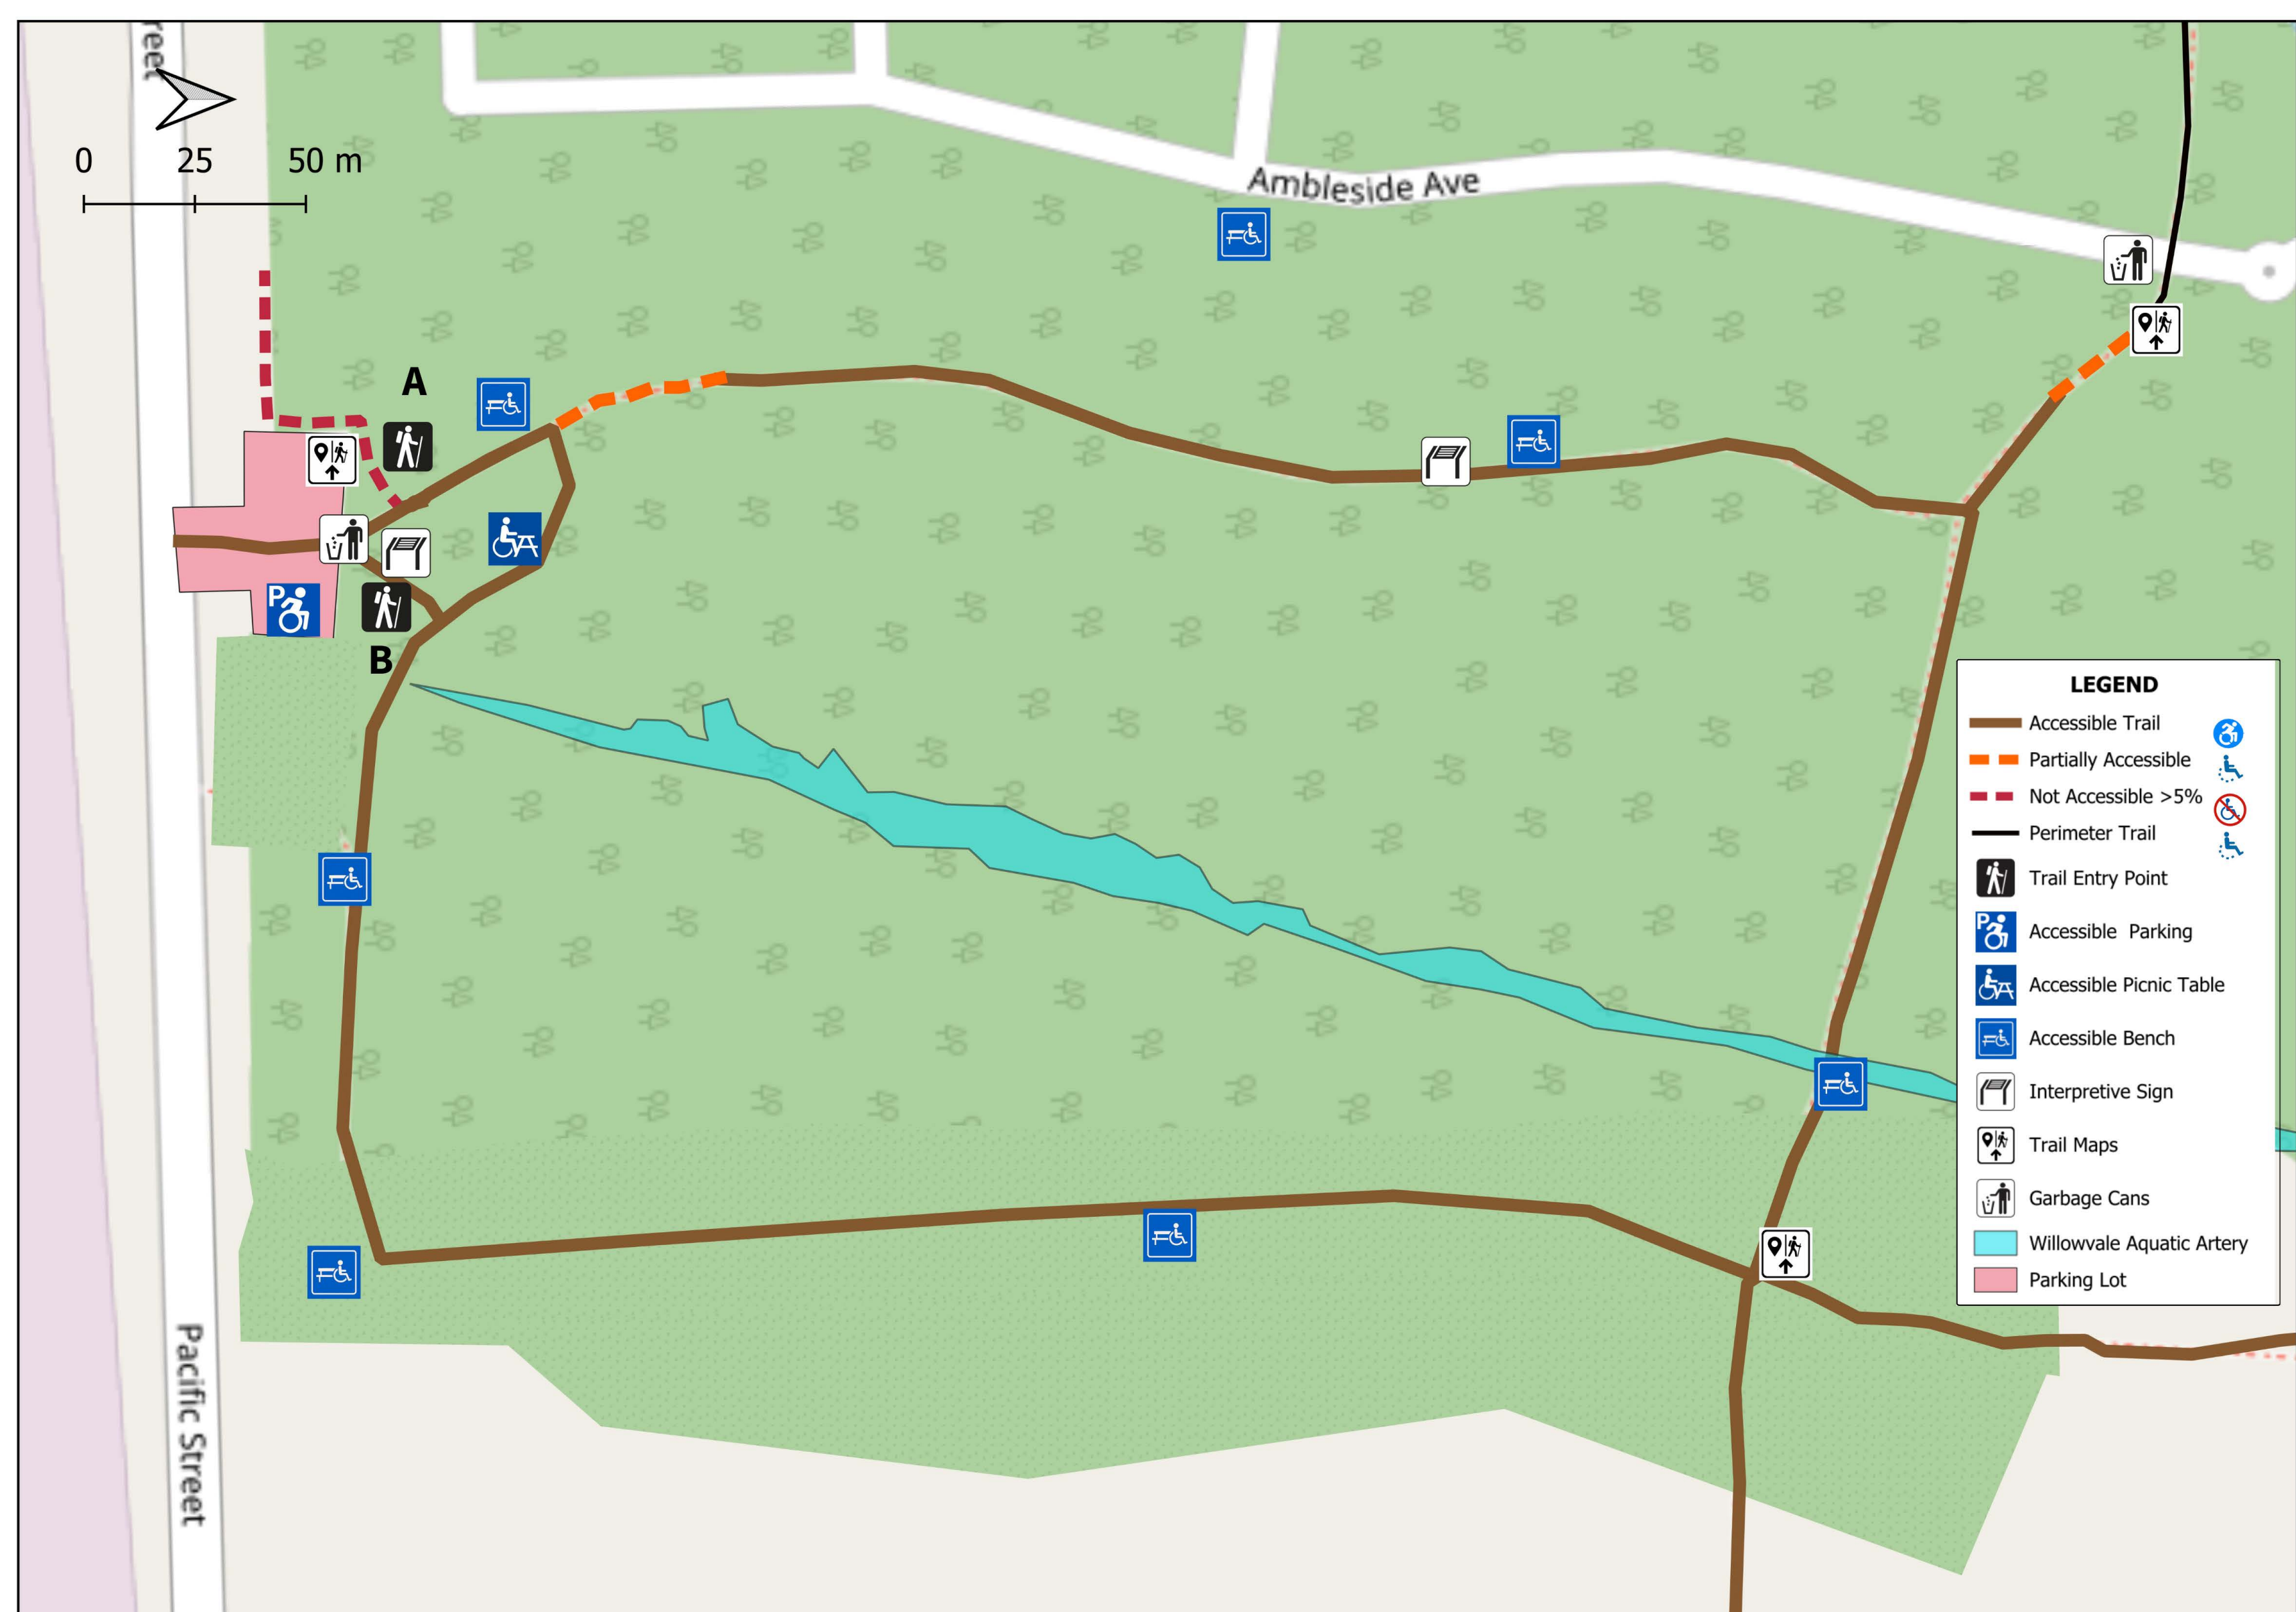 reet
0 25 50 m
Ambleside Ave
A
B
P
Pacific Street
LEGEND
Accessible Trail
Partially Accessible
Not Accessible >5%
Perimeter Trail
Trail Entry Point
P
Accessible Parking
Accessible Picnic Table
Accessible Bench
Interpretive Sign
Trail Maps
Garbage Cans
Willowvale Aquatic Artery
Parking Lot